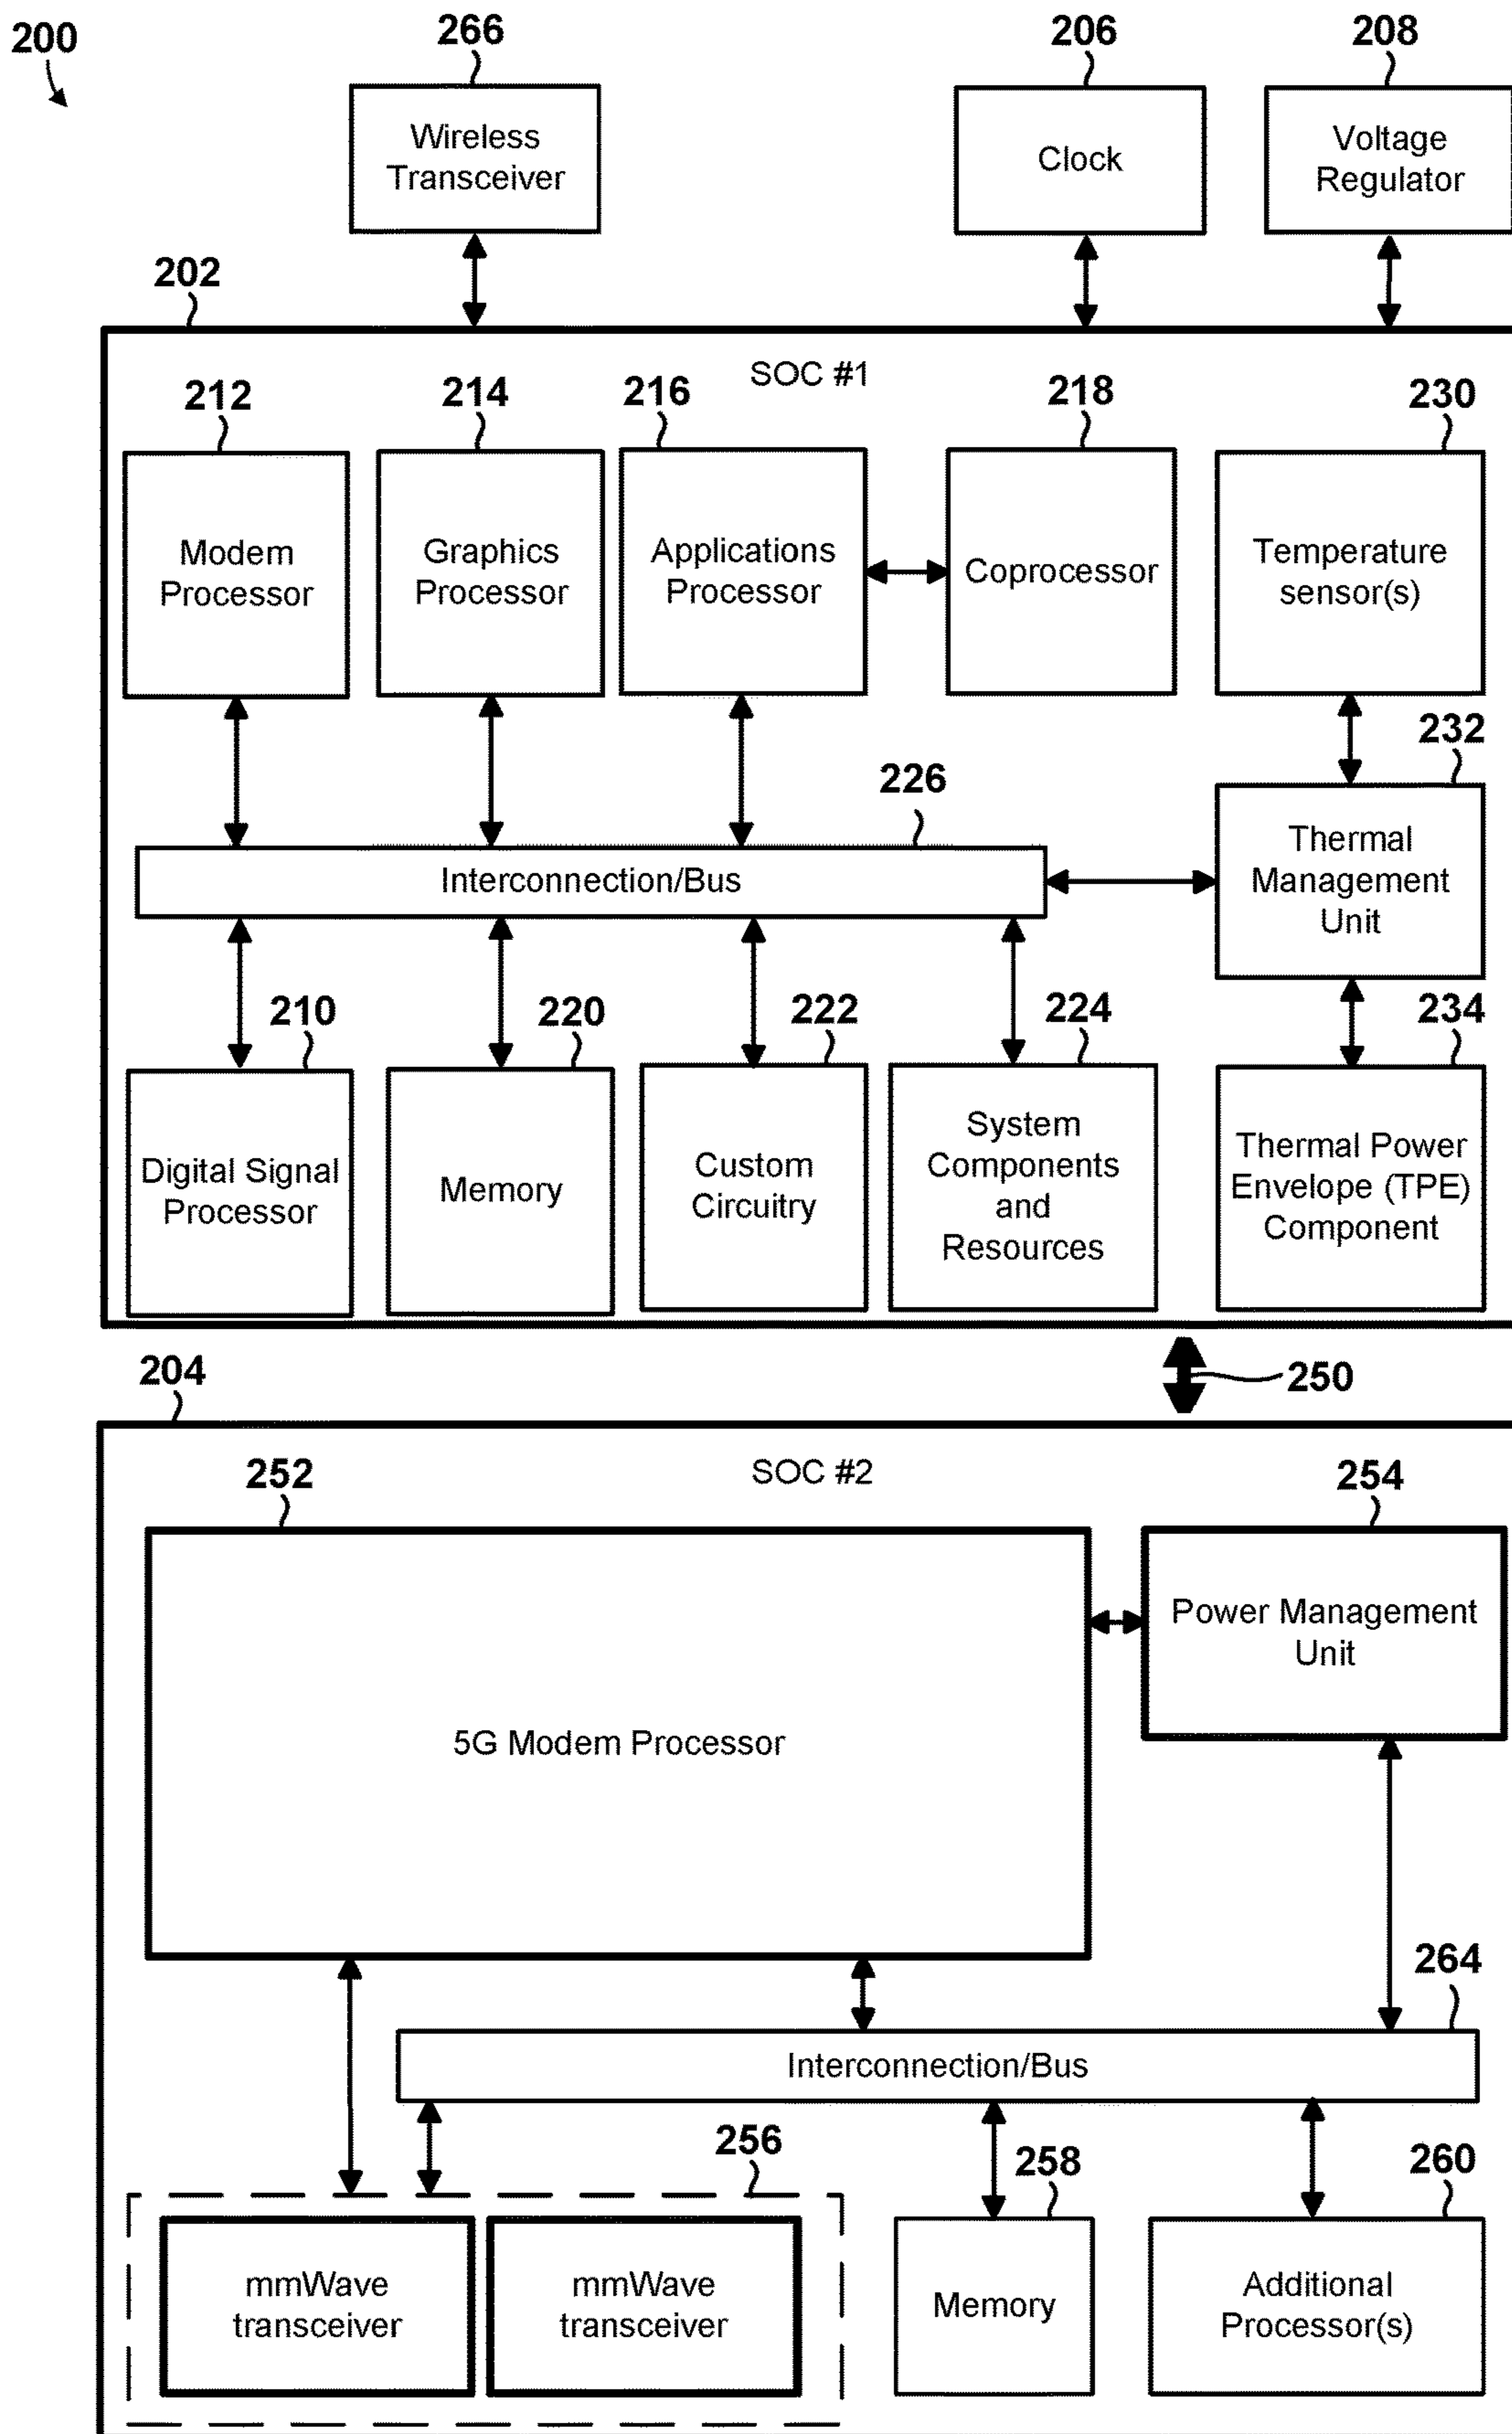 200
266
206
208
Wireless
Transceiver
Clock
Voltage
Regulator
202
SOC #1
212
214
216
218
230
Modem
Processor
Graphics
Processor
Applications
Processor
Coprocessor
Temperature
sensor(s)
232
226
Interconnection/Bus
Thermal
Management
Unit
210
220
222
224
234
Digital Signal
Processor
Memory
Custom
Circuitry
System
Components
and
Resources
Thermal Power
Envelope (TPE)
Component
250
204
SOC #2
252
254
5G Modem Processor
Power Management
Unit
264
Interconnection/Bus
256
258
260
mmWave
transceiver
mmWave
transceiver
Memory
Additional
Processor(s)